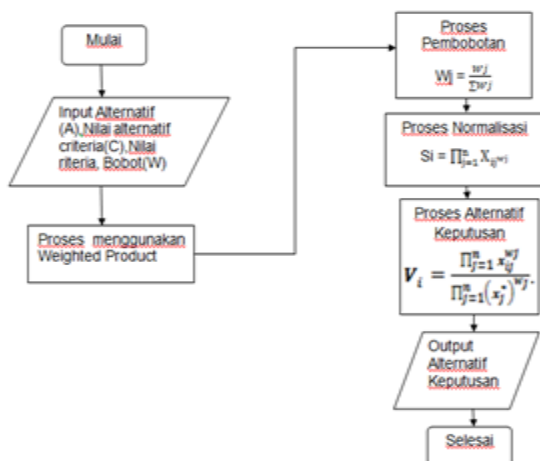 Mulai
Input Alternatif
(A),Nilai alternatif
criteria(C),Nilai
riteria, Bobot(W)
Proses menggunakan
Weighted Product
Proses
Pembobotan
Wj = wj / ∑wj
Proses Normalisasi
Si = ∏ⁿⱼ₌₁ Xᵢⱼʷʲ
Proses Alternatif
Keputusan
Vᵢ = ∏ⁿⱼ₌₁ xᵢⱼʷʲ / ∏ⁿⱼ₌₁(xⱼ*)ʷʲ.
Output
Alternatif
Keputusan
Selesai